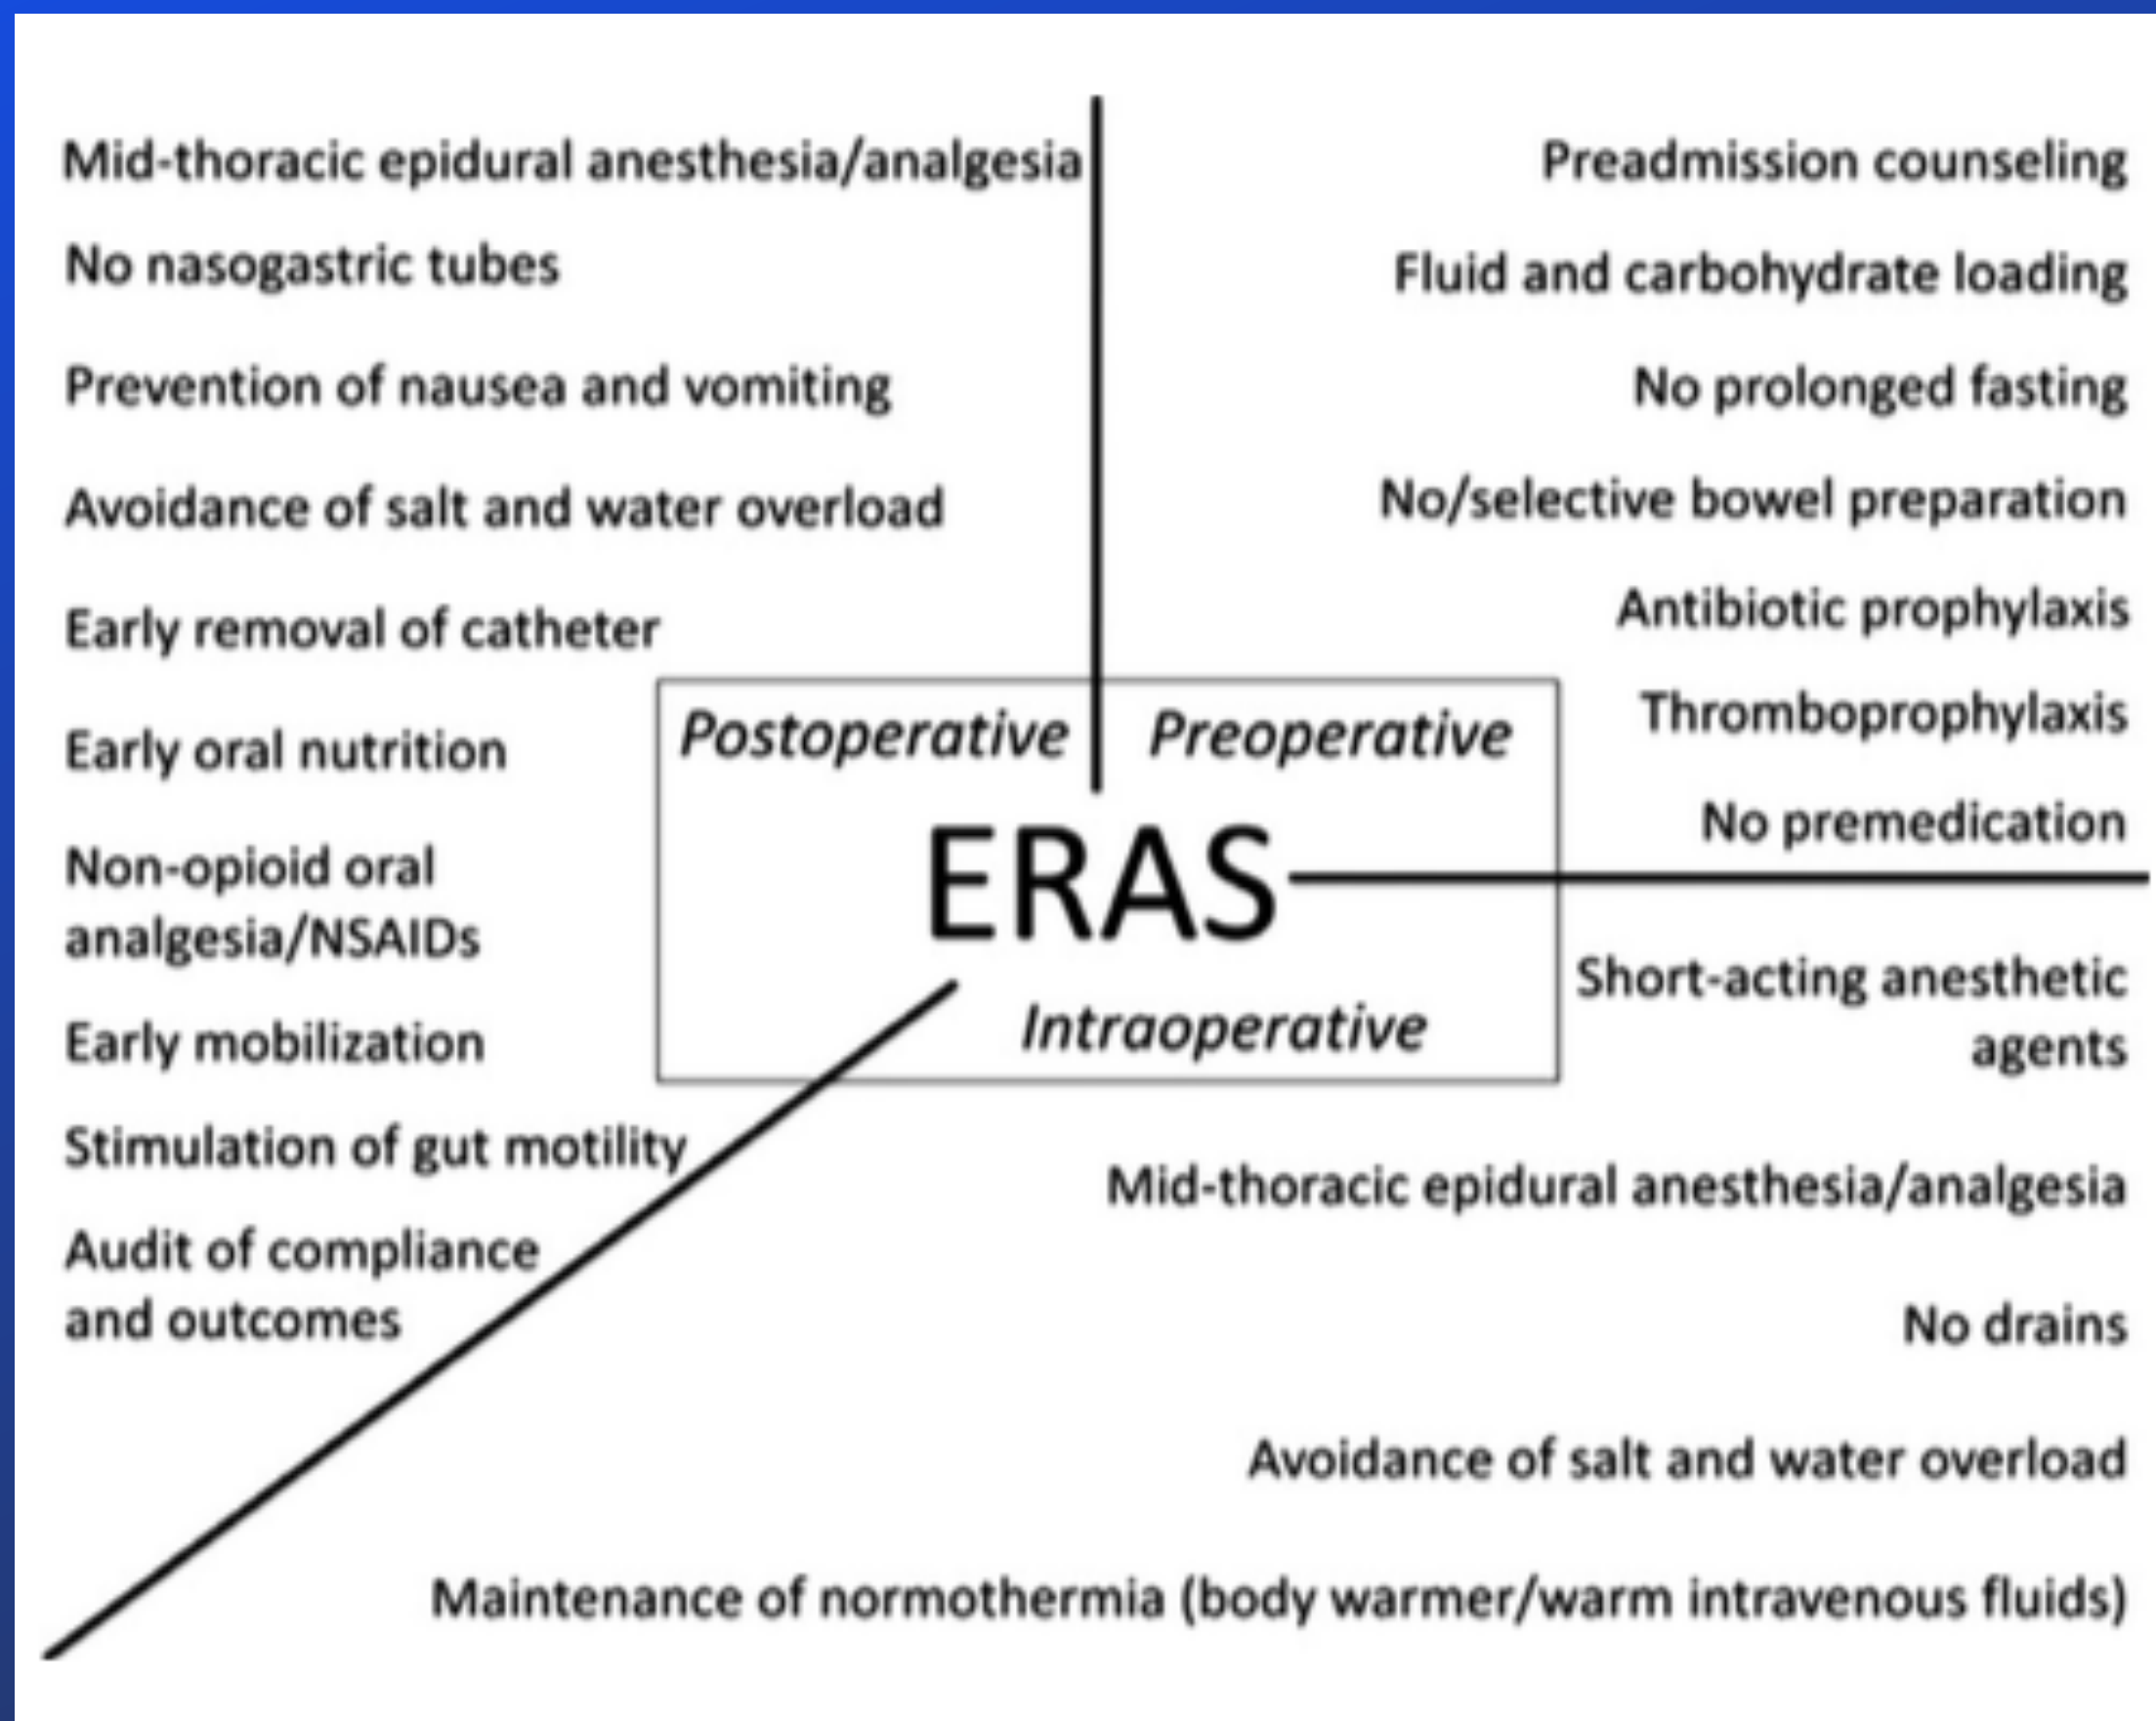 Mid-thoracic epidural anesthesia/analgesia
No nasogastric tubes
Prevention of nausea and vomiting
Avoidance of salt and water overload
Early removal of catheter
Early oral nutrition
Non-opioid oral
analgesia/NSAIDs
Early mobilization
Stimulation of gut motility
Audit of compliance
and outcomes
Postoperative
Preoperative
ERAS
Intraoperative
Preadmission counseling
Fluid and carbohydrate loading
No prolonged fasting
No/selective bowel preparation
Antibiotic prophylaxis
Thromboprophylaxis
No premedication
Short-acting anesthetic
agents
Mid-thoracic epidural anesthesia/analgesia
No drains
Avoidance of salt and water overload
Maintenance of normothermia (body warmer/warm intravenous fluids)